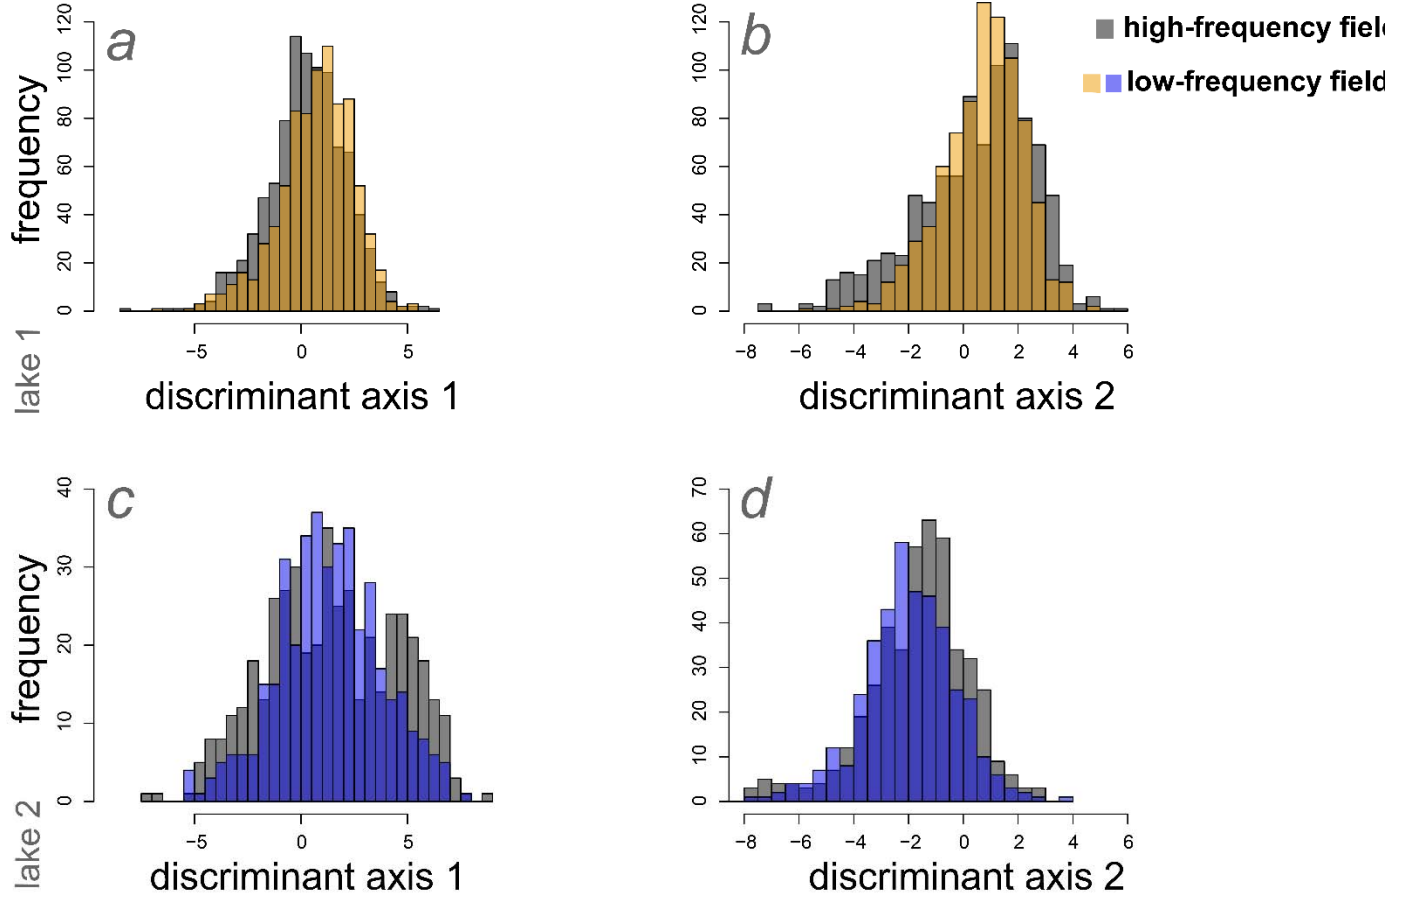 a
120
100
80
60
40
20
0
frequency
−5 0 5
discriminant axis 1
lake 1
b
120
100
80
60
40
20
0
−8 −6 −4 −2 0 2 4 6
discriminant axis 2
high-frequency fiel
low-frequency field
c
40
30
20
10
0
frequency
−5 0 5
discriminant axis 1
lake 2
d
70
60
50
40
30
20
10
0
−8 −6 −4 −2 0 2 4 6
discriminant axis 2